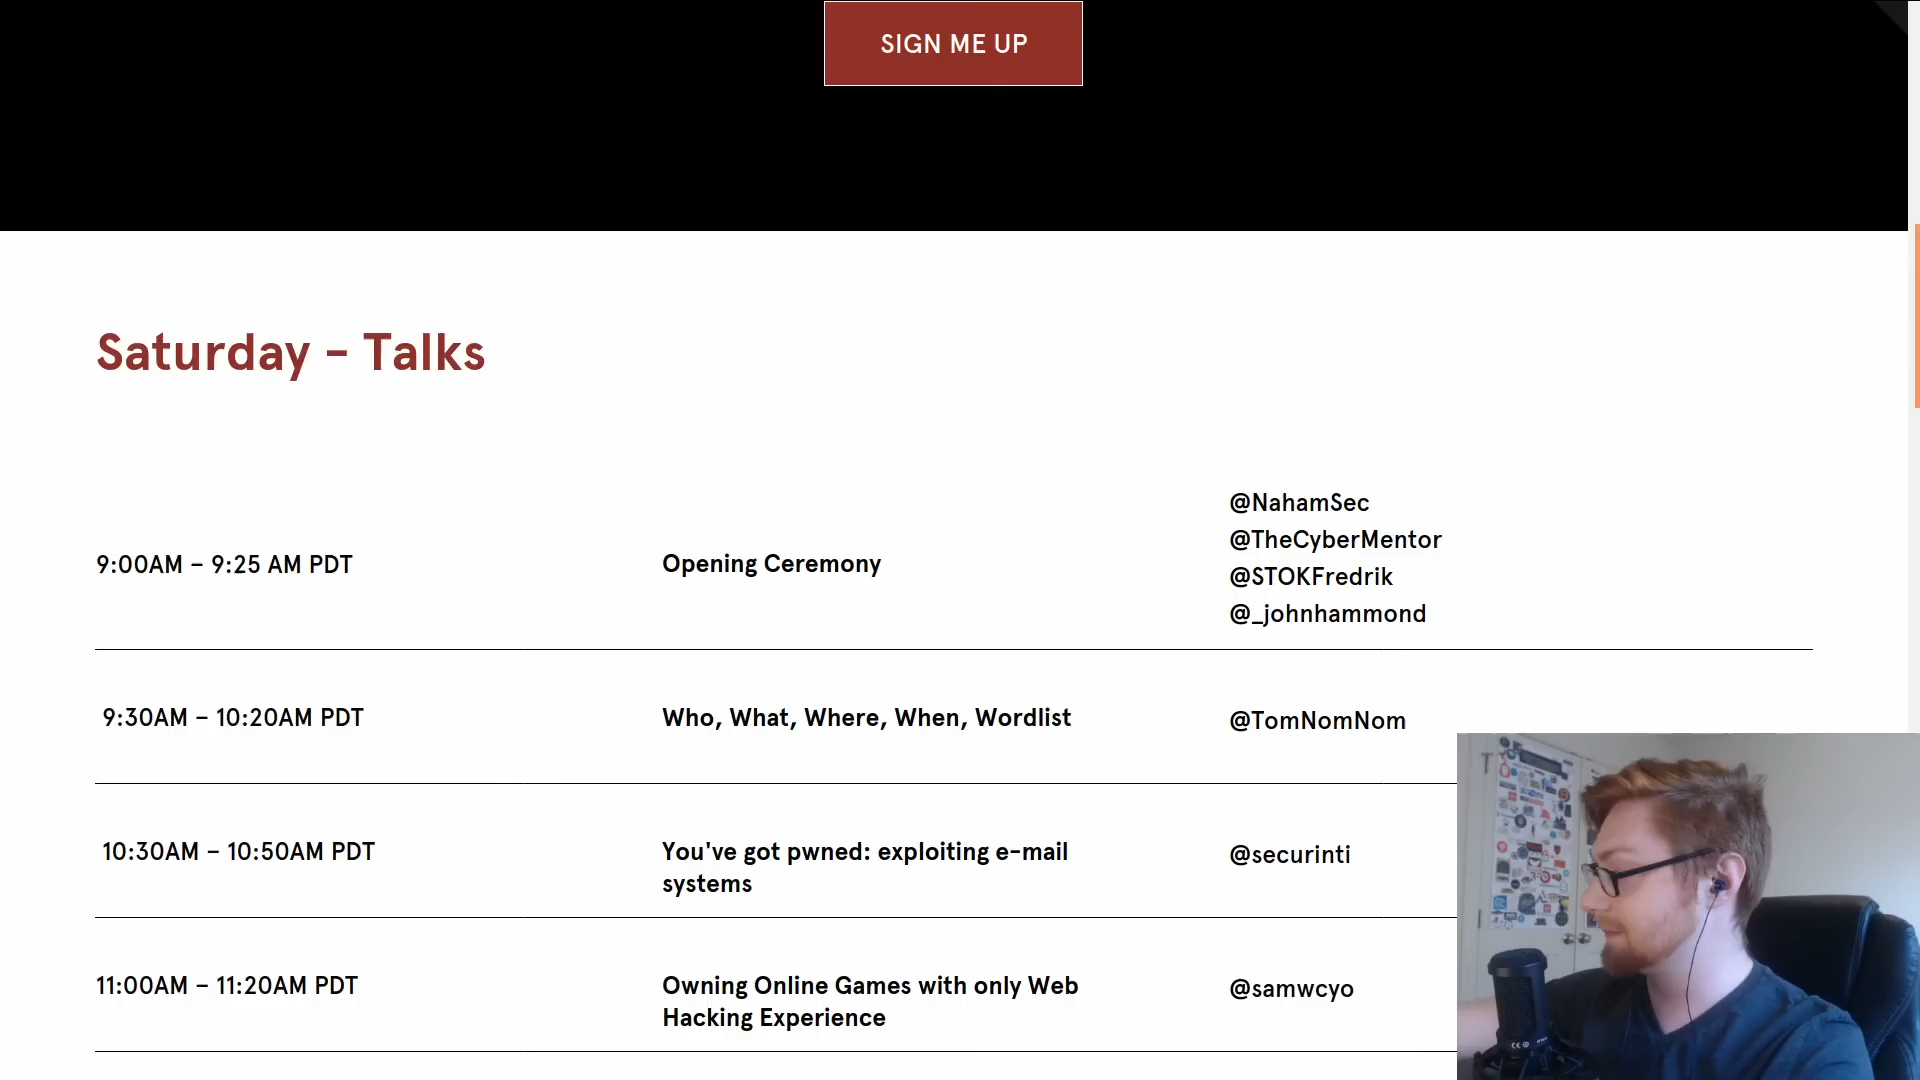 SIGN ME UP
Saturday - Talks
@NahamSec
@TheCyberMentor
9:00AM – 9:25 AM PDT
Opening Ceremony
@STOKFredrik
@_johnhammond
9:30AM – 10:20AM PDT
Who, What, Where, When, Wordlist
@TomNomNom
10:30AM – 10:50AM PDT
You've got pwned: exploiting e-mail
systems
@securinti
11:00AM – 11:20AM PDT
Owning Online Games with only Web
Hacking Experience
@samwcyo